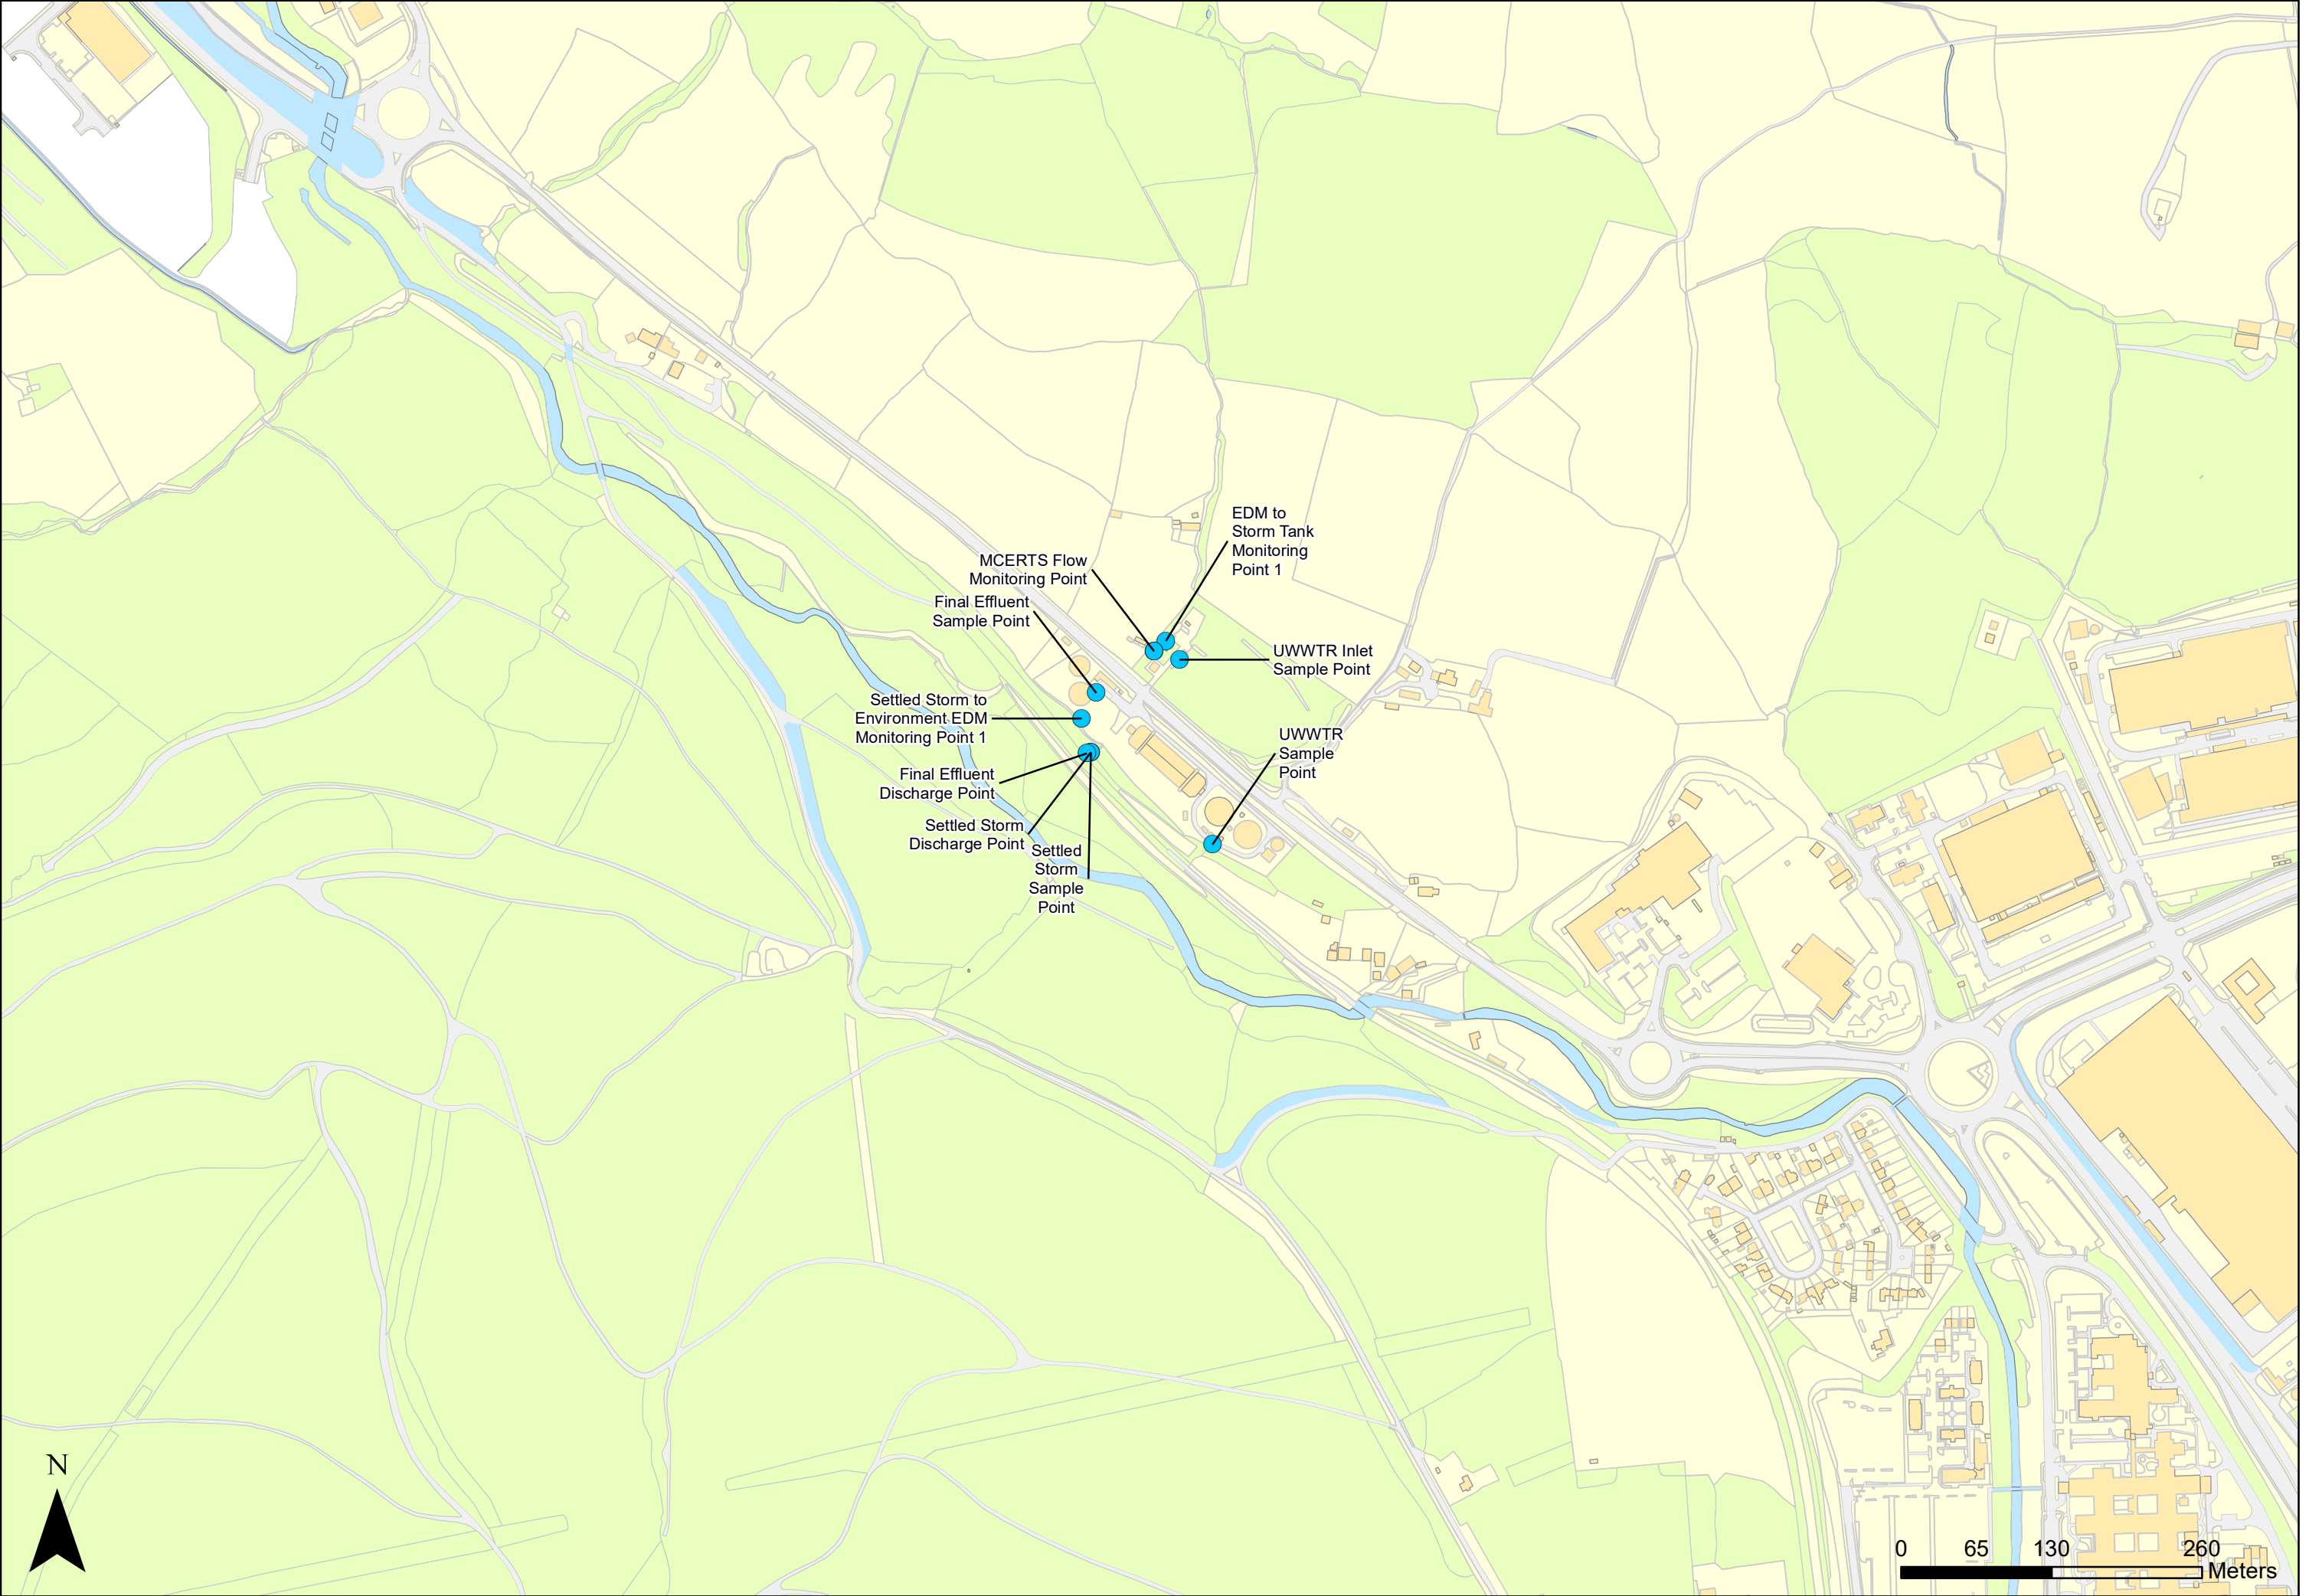 EDM to
Storm Tank
Monitoring
Point 1
MCERTS Flow
Monitoring Point
Final Effluent
Sample Point
UWWTR Inlet
Sample Point
Settled Storm to
Environment EDM
Monitoring Point 1
UWWTR
Sample
Point
Final Effluent
Discharge Point
Settled Storm
Discharge Point
Settled
Storm
Sample
Point
N
0 65 130 260
Meters